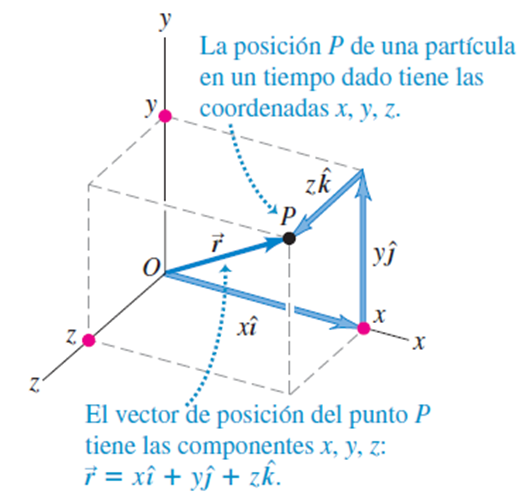 y
La posición P de una partícula
en un tiempo dado tiene las
coordenadas x, y, z.
y
zk̂
P
r⃗
yĵ
O
xî
x
x
z
z
El vector de posición del punto P
tiene las componentes x, y, z:
r⃗ = xî + yĵ + zk̂.